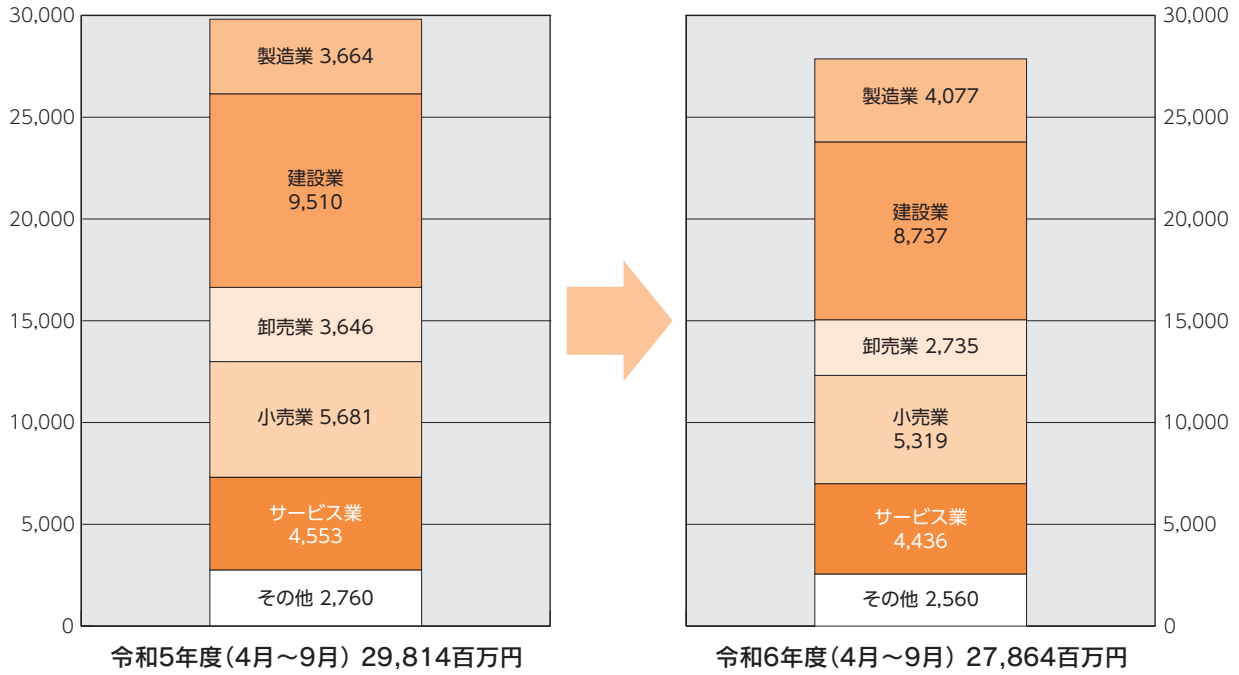 30,000
25,000
20,000
15,000
10,000
5,000
0
製造業 3,664
建設業
9,510
卸売業 3,646
小売業 5,681
サービス業
4,553
その他 2,760
令和5年度(4月〜9月) 29,814百万円
製造業 4,077
建設業
8,737
卸売業 2,735
小売業
5,319
サービス業
4,436
その他 2,560
30,000
25,000
20,000
15,000
10,000
5,000
0
令和6年度(4月〜9月) 27,864百万円